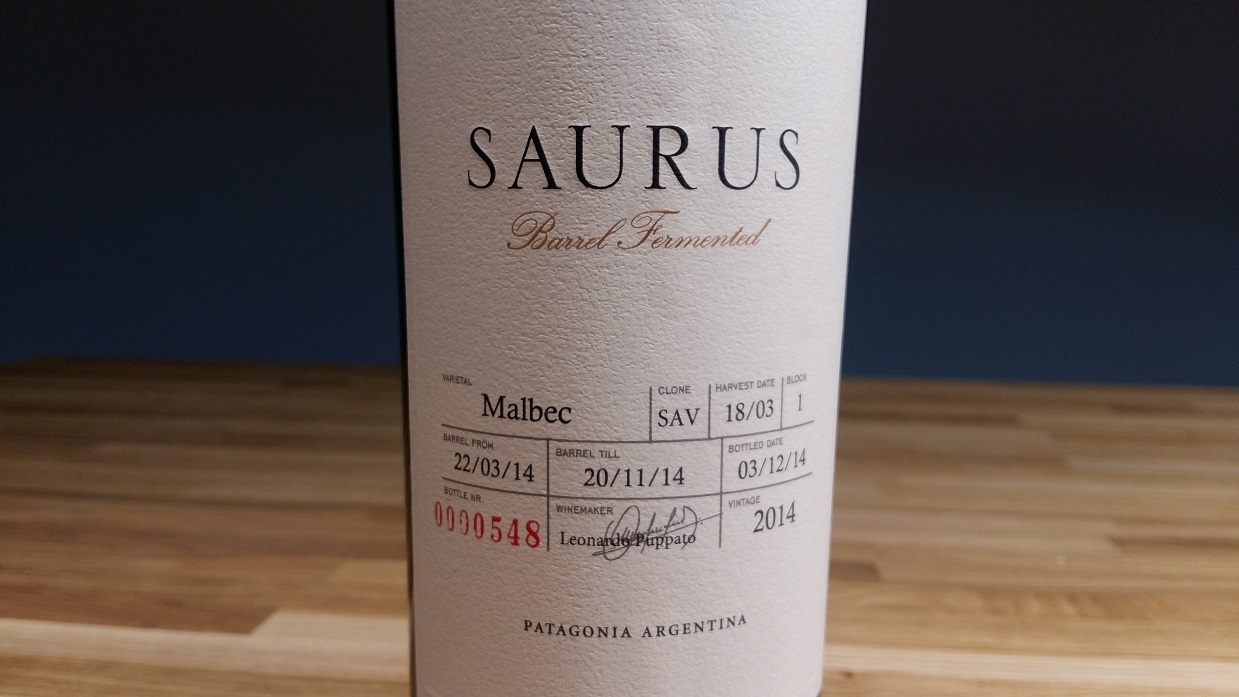 SAURUS
Barrel Fermented
VARIETAL CLONE HARVEST DATE BLOCK
Malbec SAV 18/03 1
BARREL FROM BARREL TILL BOTTLED DATE
22/03/14 20/11/14 03/12/14
BOTTLE NR. WINEMAKER VINTAGE
0000548 Leonardo Puppato 2014
PATAGONIA ARGENTINA